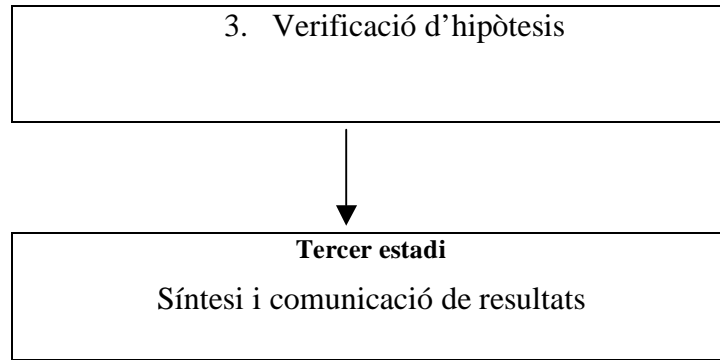 3. Verificació d’hipòtesis
Tercer estadi
Síntesi i comunicació de resultats